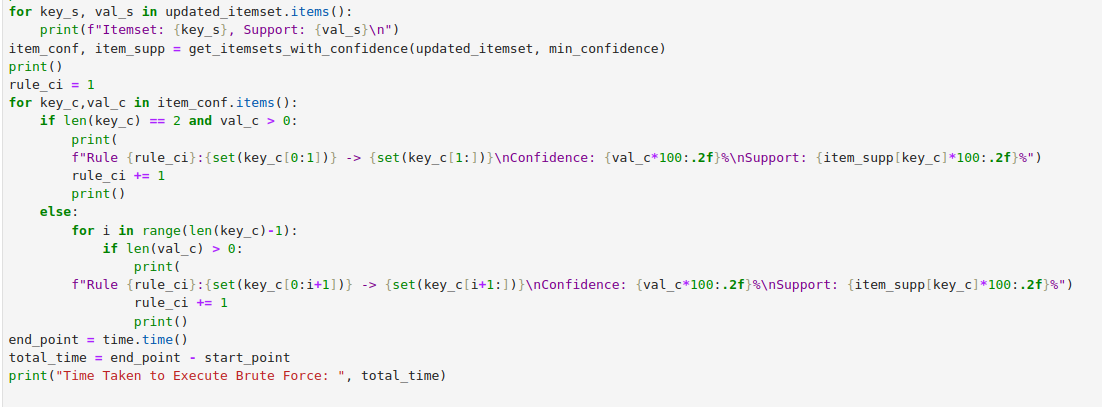 for key_s, val_s in updated_itemset.items():
    print(f"Itemset: {key_s}, Support: {val_s}\n")
item_conf, item_supp = get_itemsets_with_confidence(updated_itemset, min_confidence)
print()
rule_ci = 1
for key_c,val_c in item_conf.items():
    if len(key_c) == 2 and val_c > 0:
        print(
        f"Rule {rule_ci}:{set(key_c[0:1])} -> {set(key_c[1:])}\nConfidence: {val_c*100:.2f}%\nSupport: {item_supp[key_c]*100:.2f}%")
        rule_ci += 1
        print()
    else:
        for i in range(len(key_c)-1):
            if len(val_c) > 0:
                print(
        f"Rule {rule_ci}:{set(key_c[0:i+1])} -> {set(key_c[i+1:])}\nConfidence: {val_c*100:.2f}%\nSupport: {item_supp[key_c]*100:.2f}%")
                rule_ci += 1
                print()
end_point = time.time()
total_time = end_point - start_point
print("Time Taken to Execute Brute Force: ", total_time)